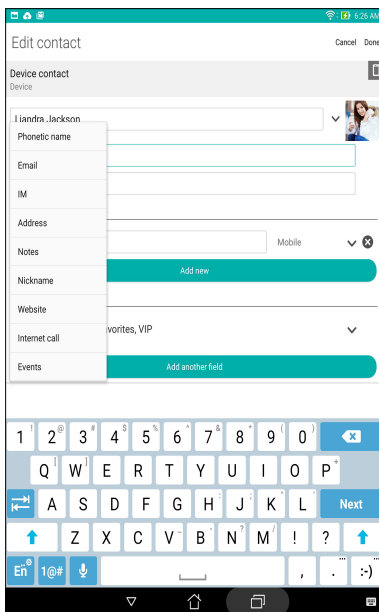 6:26 AM
Edit contact
Cancel Done
Device contact
Device
Liandra Jackson
Phonetic name
Email
IM
Address
Notes
Mobile
Add new
Nickname
Website
Internet call
vorites, VIP
Events
Add another field
1 ! 2 @ 3 # 4 $ 5 % 6 ^ 7 & 8 * 9 ( 0 )
Q [ W ] E R T Y U I O P +
A S D F G H : J ; K ' L Next
Z X C V - B N ? M / ! ?
En 1@# , . ... :-) ...